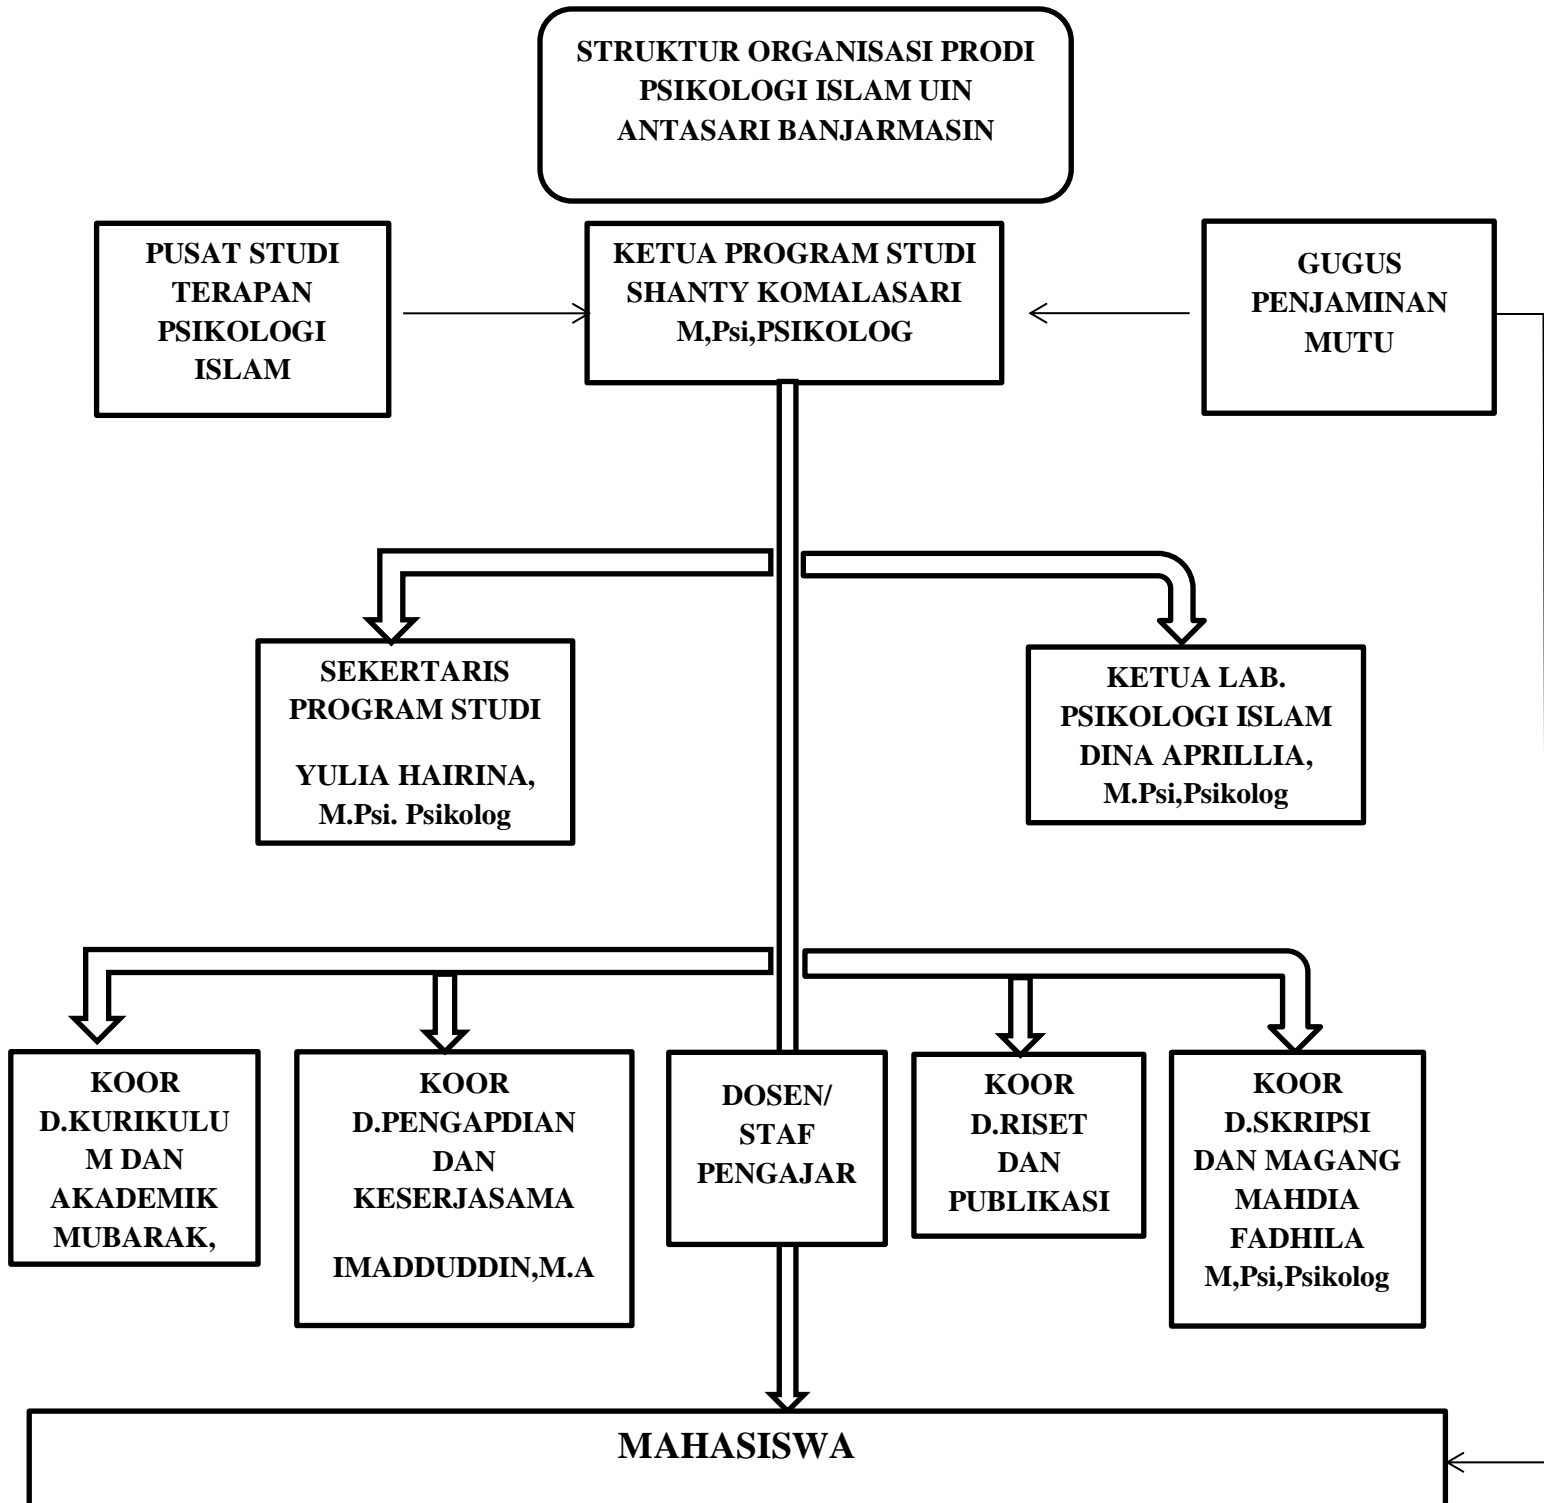 STRUKTUR ORGANISASI PRODI
PSIKOLOGI ISLAM UIN
ANTASARI BANJARMASIN
PUSAT STUDI
TERAPAN
PSIKOLOGI
ISLAM
KETUA PROGRAM STUDI
SHANTY KOMALASARI
M,Psi,PSIKOLOG
GUGUS
PENJAMINAN
MUTU
SEKERTARIS
PROGRAM STUDI
YULIA HAIRINA,
M.Psi. Psikolog
KETUA LAB.
PSIKOLOGI ISLAM
DINA APRILLIA,
M.Psi,Psikolog
KOOR
D.KURIKULU
M DAN
AKADEMIK
MUBARAK,
KOOR
D.PENGAPDIAN
DAN
KESERJASAMA
IMADDUDDIN,M.A
DOSEN/
STAF
PENGAJAR
KOOR
D.RISET
DAN
PUBLIKASI
KOOR
D.SKRIPSI
DAN MAGANG
MAHDIA
FADHILA
M,Psi,Psikolog
MAHASISWA